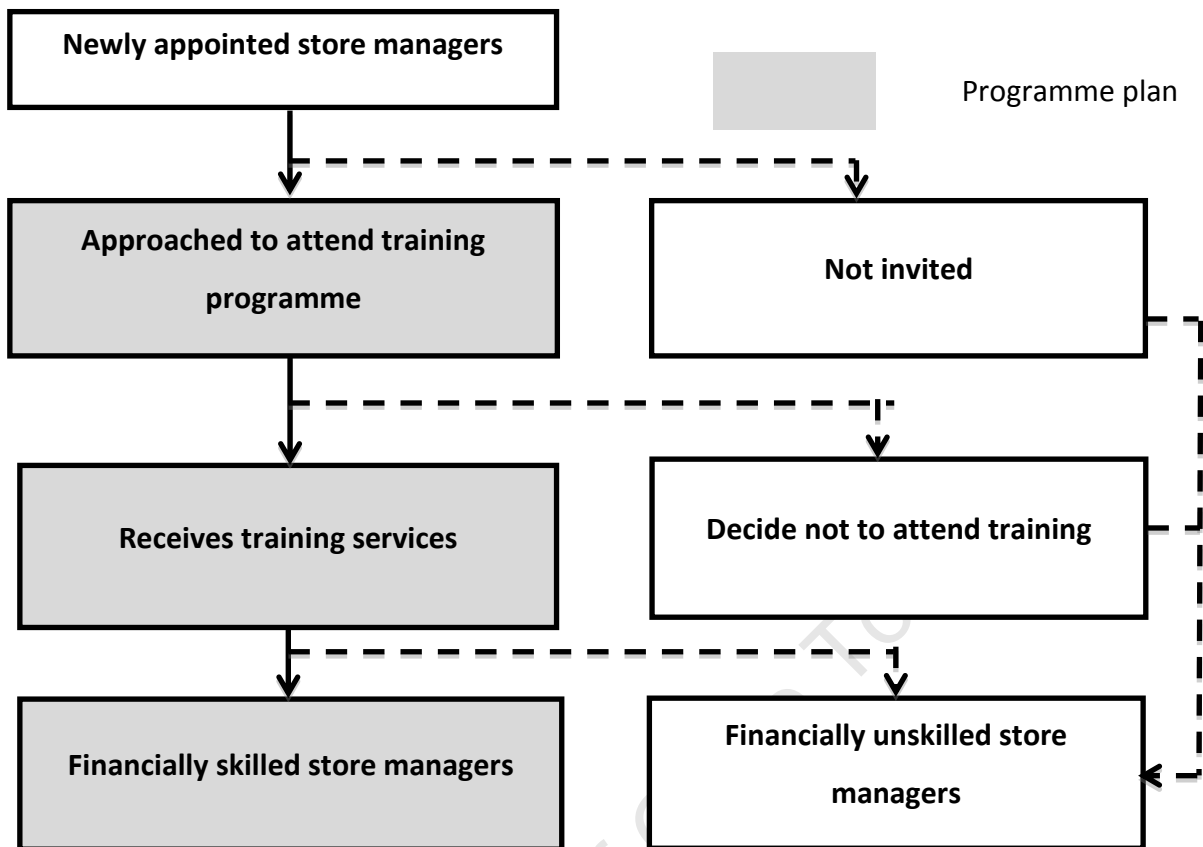 Newly appointed store managers
Programme plan
Approached to attend training
programme
Not invited
Receives training services
Decide not to attend training
Financially skilled store managers
Financially unskilled store
managers